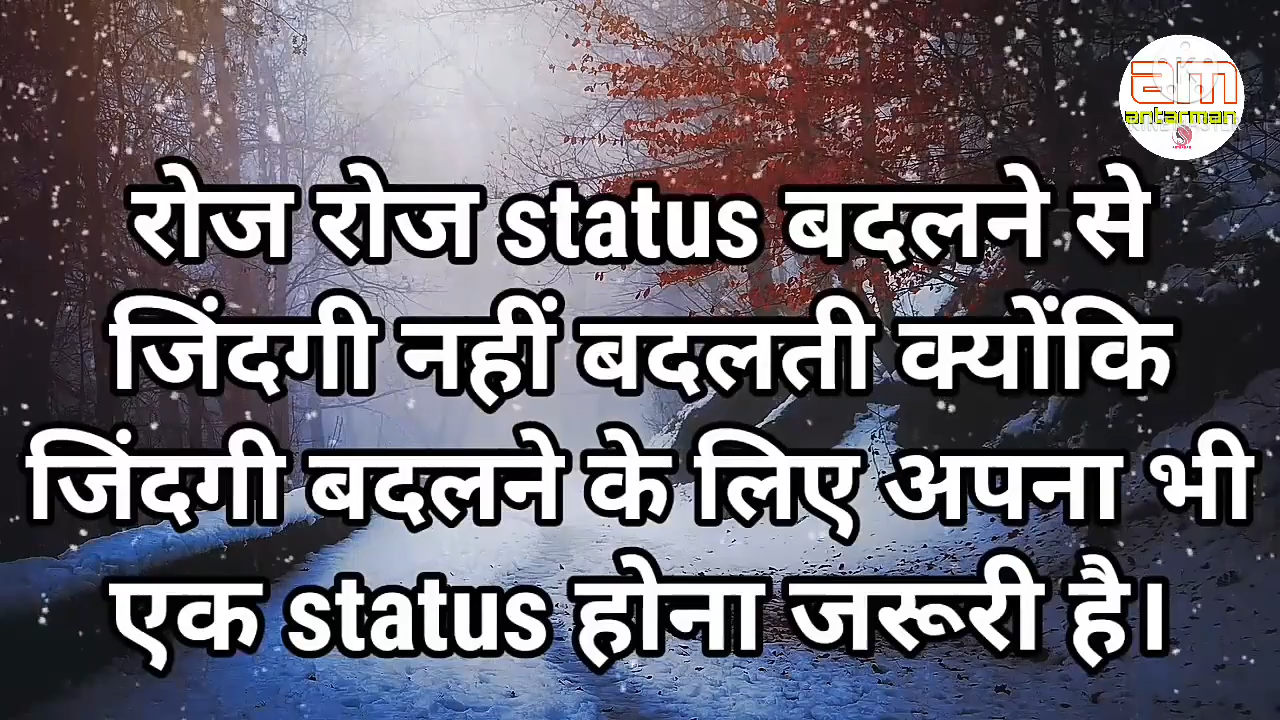 am
antarman
रोज रोज status बदलने से
जिंदगी नहीं बदलती क्योंकि
जिंदगी बदलने के लिए अपना भी
एक status होना जरूरी है।